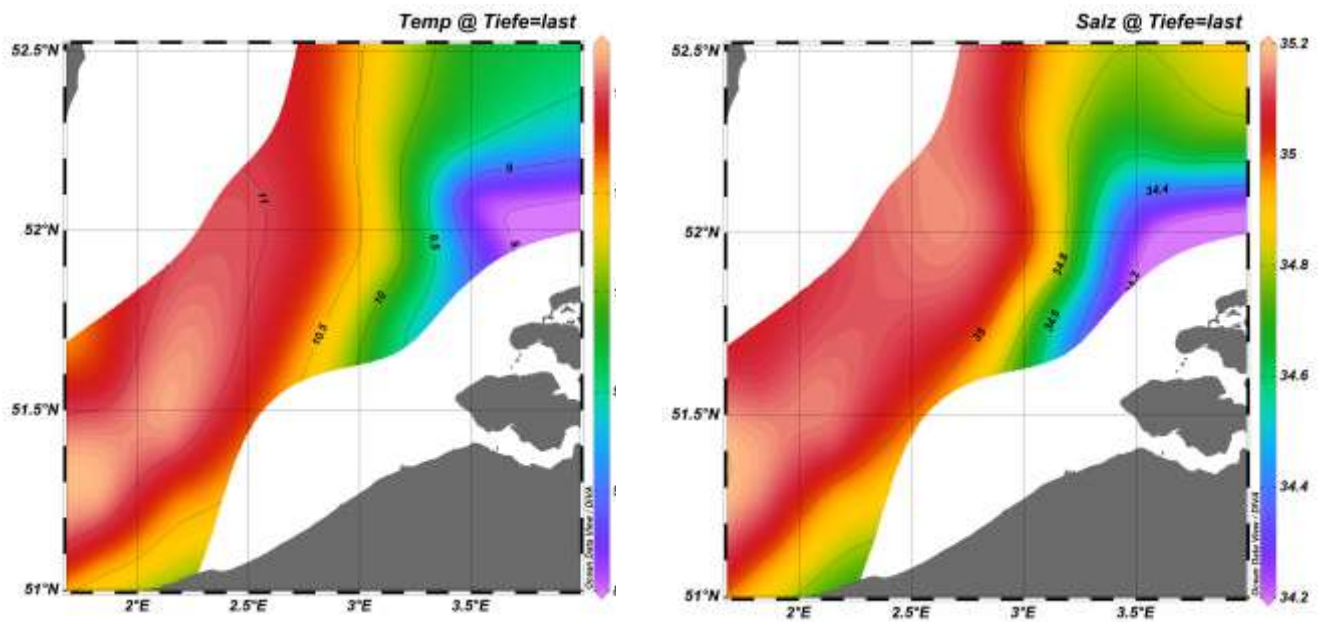 Temp @ Tiefe=last
52.5°N
52°N
51.5°N
51°N
2°E
2.5°E
3°E
3.5°E
11
10.5
10
9.5
9
Ocean Data View / DIVA
Salz @ Tiefe=last
52.5°N
52°N
51.5°N
51°N
2°E
2.5°E
3°E
3.5°E
35
34.8
34.4
35.2
35
34.8
34.6
34.4
34.2
Ocean Data View / DIVA